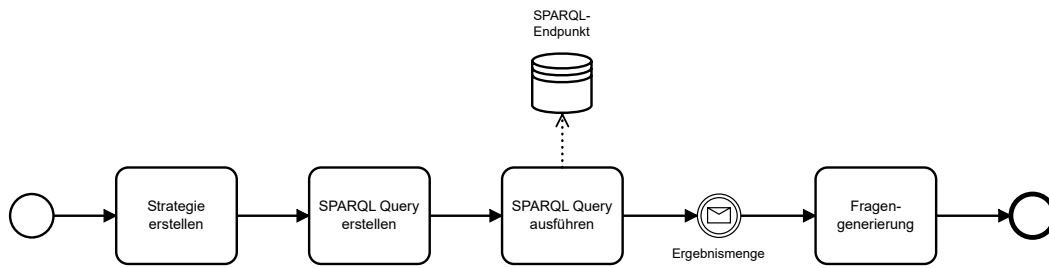 SPARQL-
Endpunkt
Strategie
erstellen
SPARQL Query
erstellen
SPARQL Query
ausführen
Ergebnismenge
Fragen-
generierung